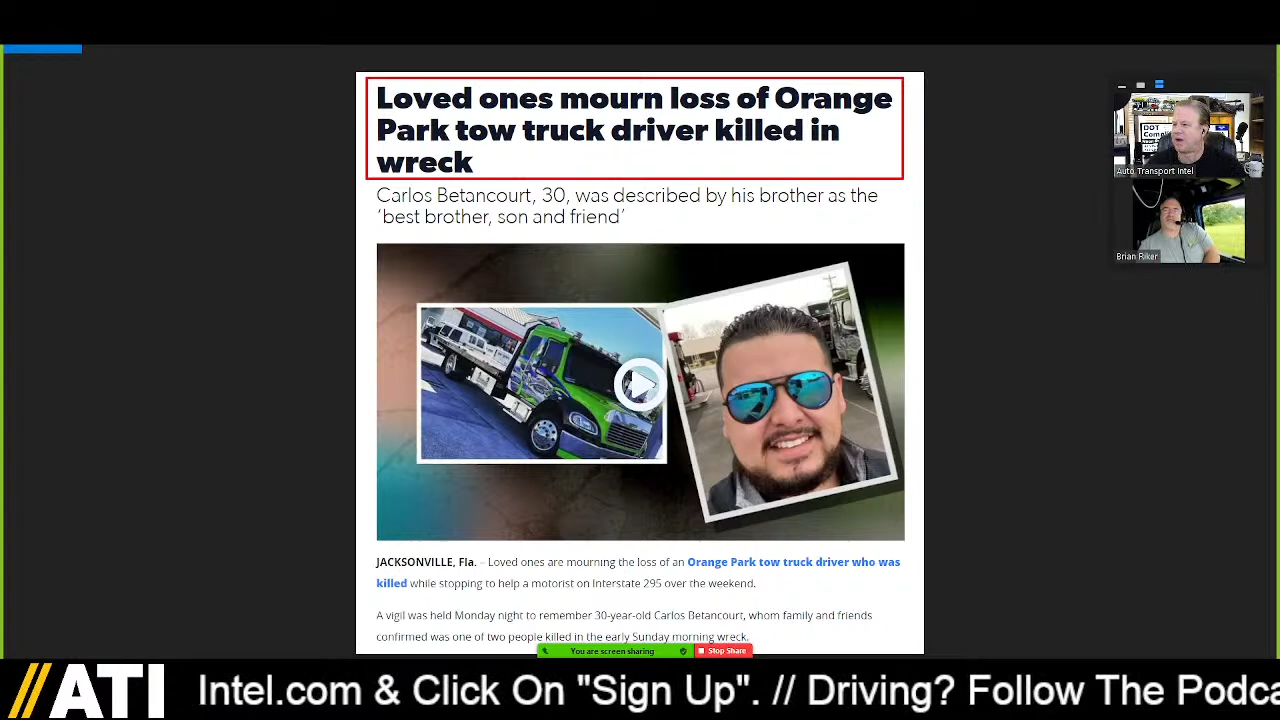 Loved ones mourn loss of Orange
Park tow truck driver killed in
wreck
Carlos Betancourt, 30, was described by his brother as the
‘best brother, son and friend’
DOT
Auto Transport Intel
Brian Riker
JACKSONVILLE, Fla. – Loved ones are mourning the loss of an Orange Park tow truck driver who was
killed while stopping to help a motorist on Interstate 295 over the weekend.
A vigil was held Monday night to remember 30-year-old Carlos Betancourt, whom family and friends
confirmed was one of two people killed in the early Sunday morning wreck.
You are screen sharing
Stop Share
//ATI
Intel.com & Click On "Sign Up". // Driving? Follow The Podca